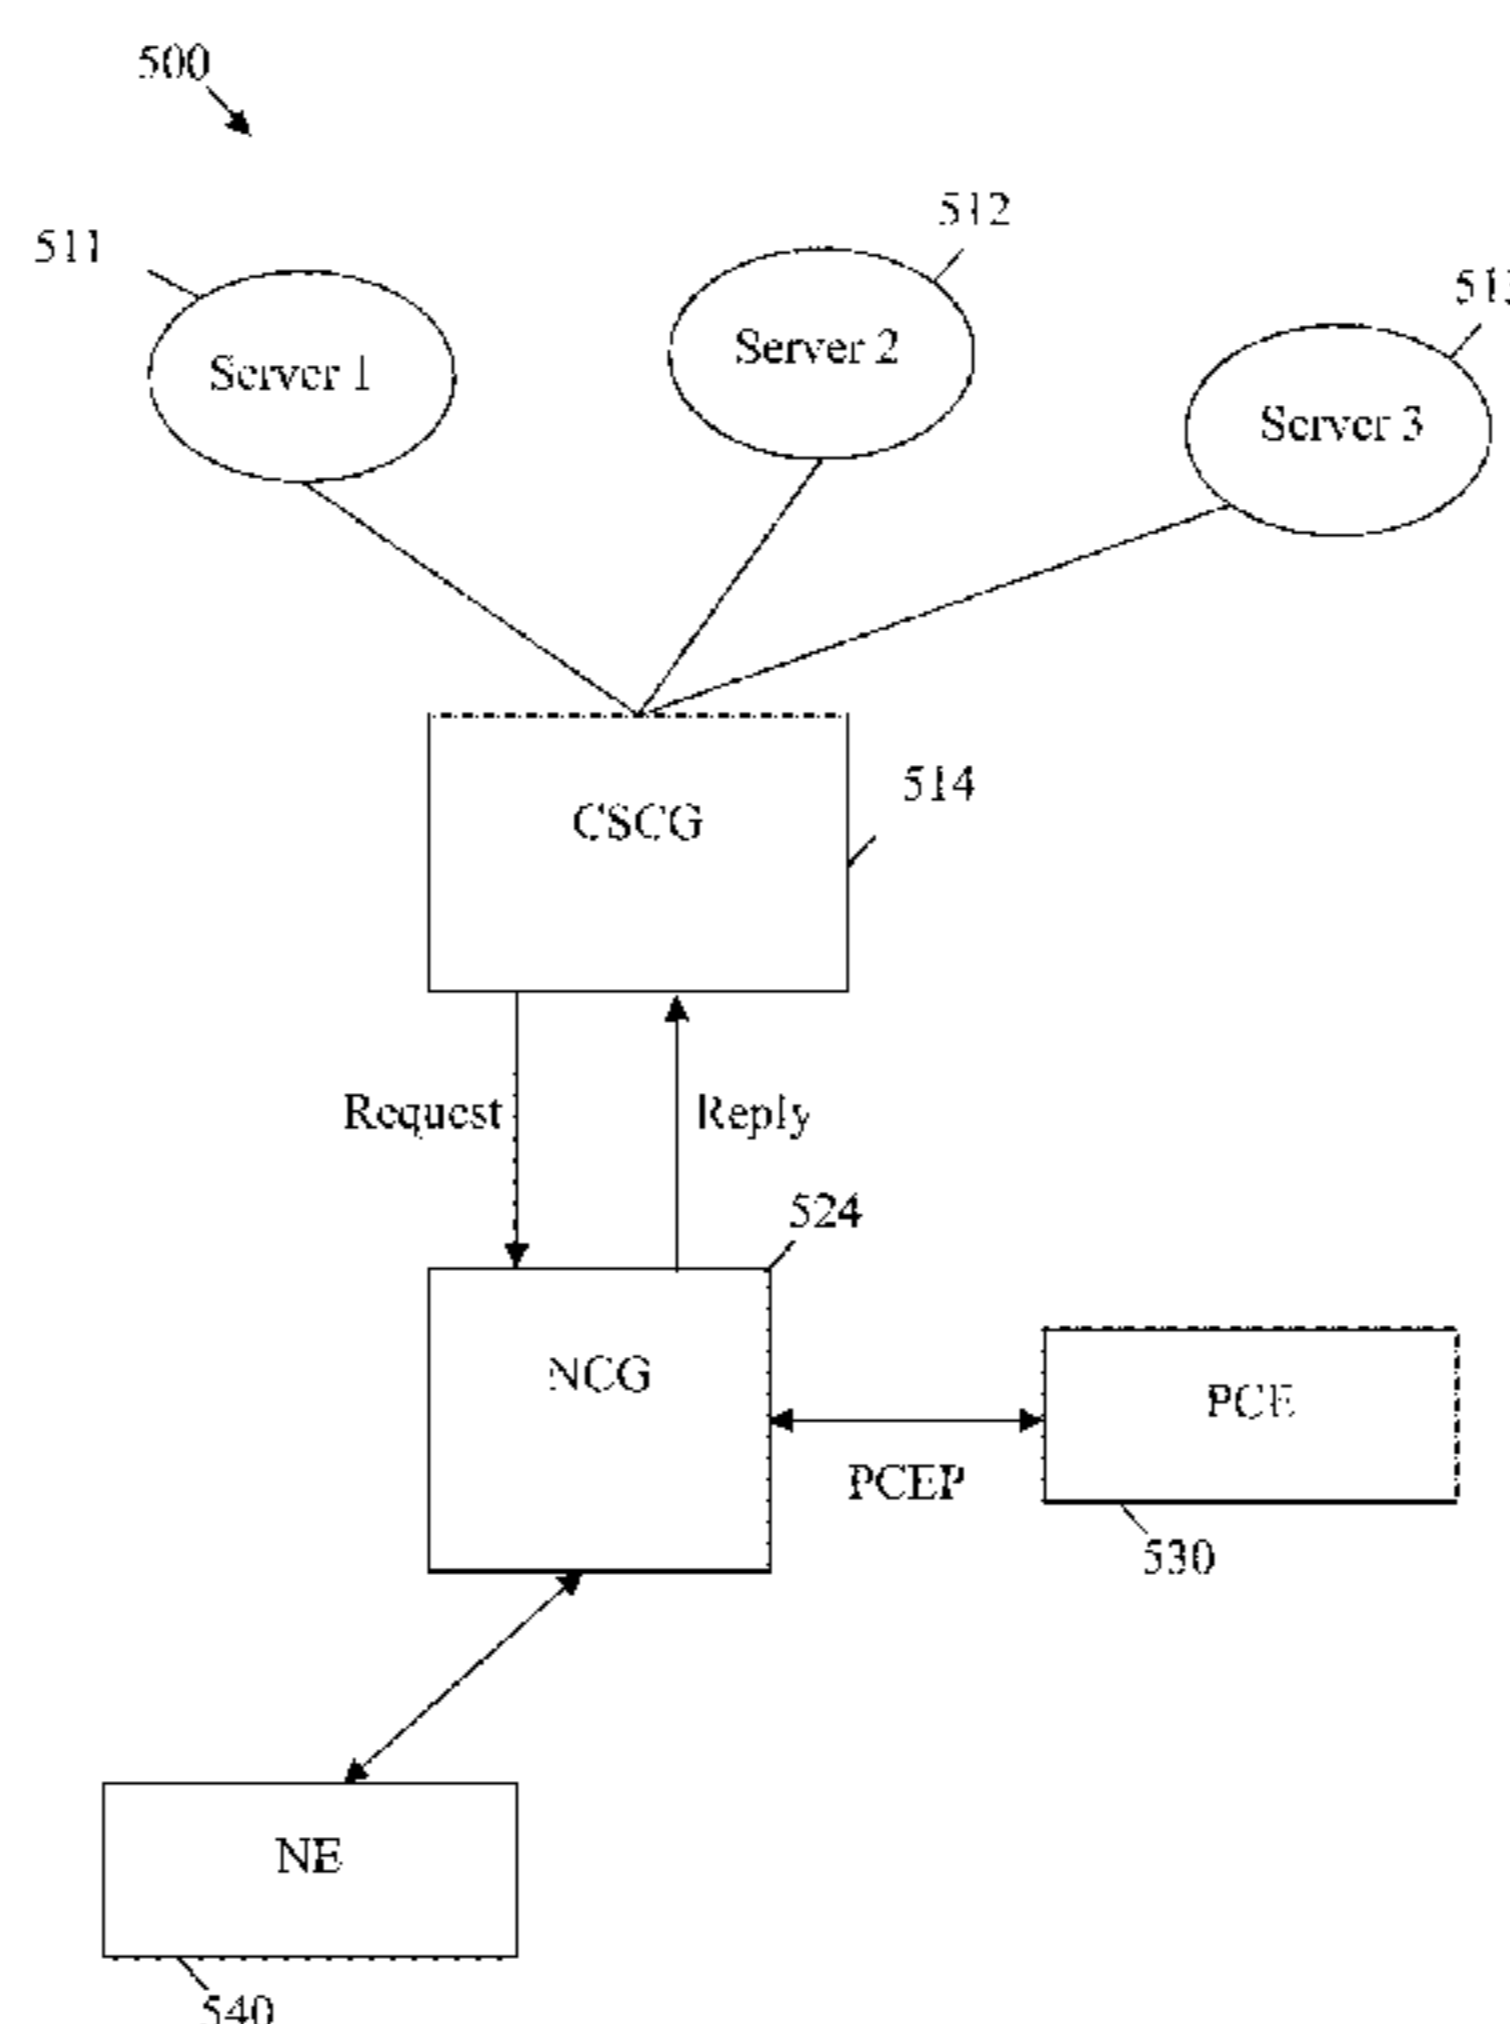 500
512
511
513
Server 2
Server 1
Server 3
514
CSCG
Request
Reply
524
NCG
PCE
PCEP
530
NE
540